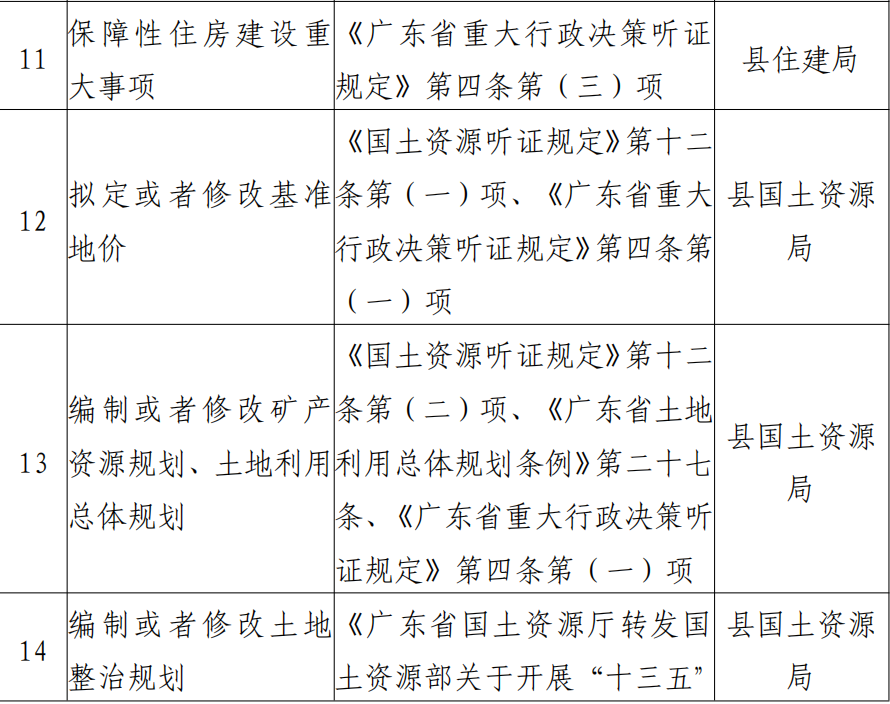 11
保障性住房建设重
大事项
《广东省重大行政决策听证
规定》第四条第（三）项
县住建局
12
拟定或者修改基准
地价
《国土资源听证规定》第十二
条第（一）项、《广东省重大
行政决策听证规定》第四条第
（一）项
县国土资源
局
13
编制或者修改矿产
资源规划、土地利用
总体规划
《国土资源听证规定》第十二
条第（二）项、《广东省土地
利用总体规划条例》第二十七
条、《广东省重大行政决策听
证规定》第四条第（一）项
县国土资源
局
14
编制或者修改土地
整治规划
《广东省国土资源厅转发国
土资源部关于开展“十三五”
县国土资源
局